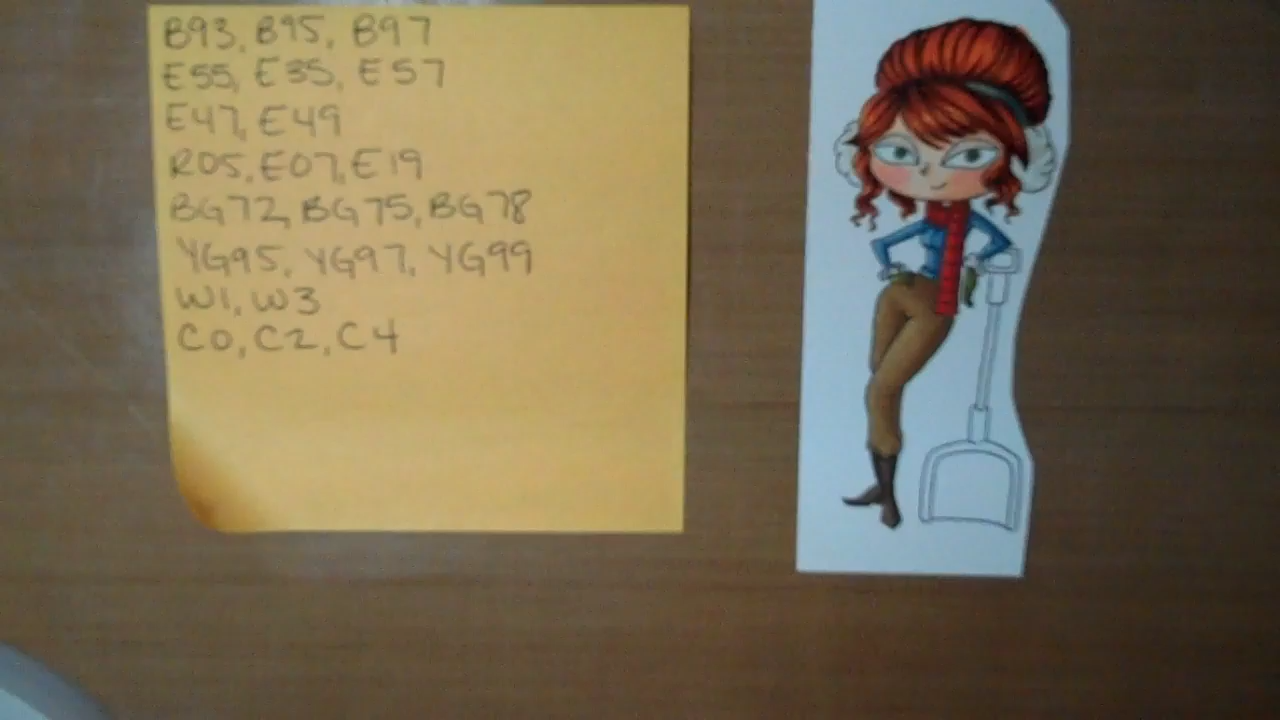 B93, B95, B97
E55, E35, E57
E47, E49
R05, E07, E19
BG72, BG75, BG78
YG95, YG97, YG99
W1, W3
C0, C2, C4